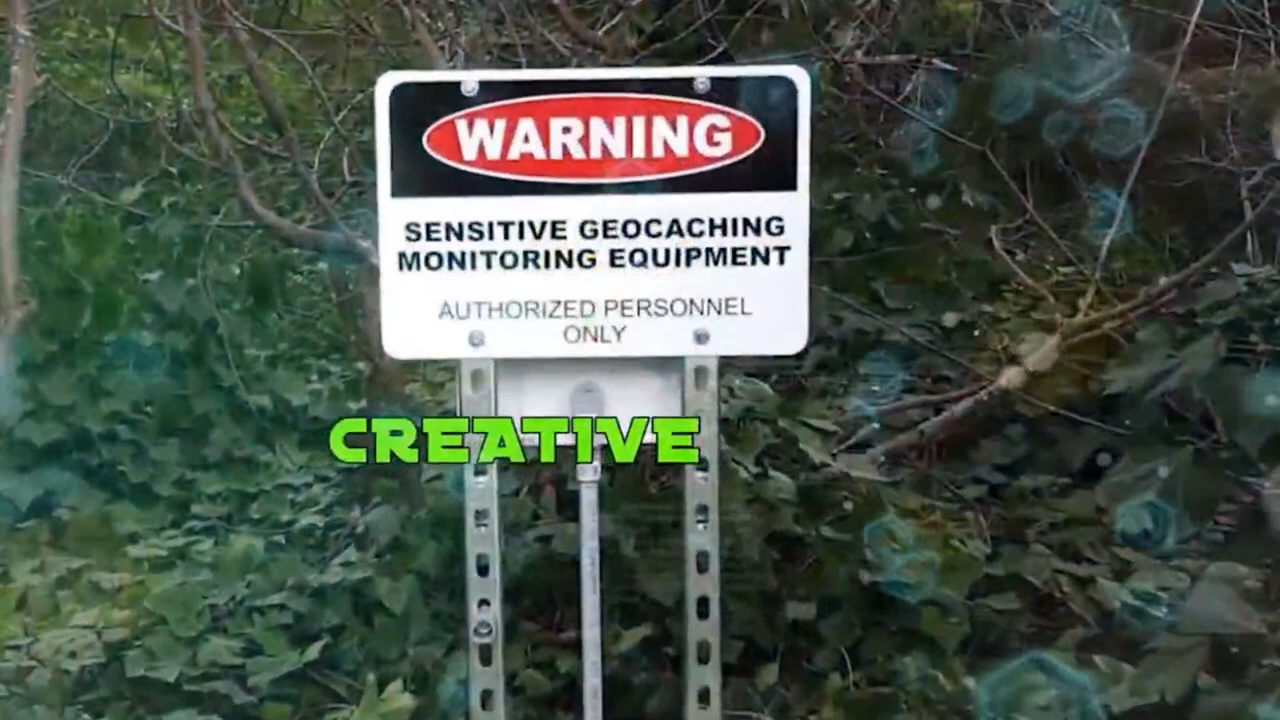 WARNING
SENSITIVE GEOCACHING
MONITORING EQUIPMENT
AUTHORIZED PERSONNEL
ONLY
CREATIVE